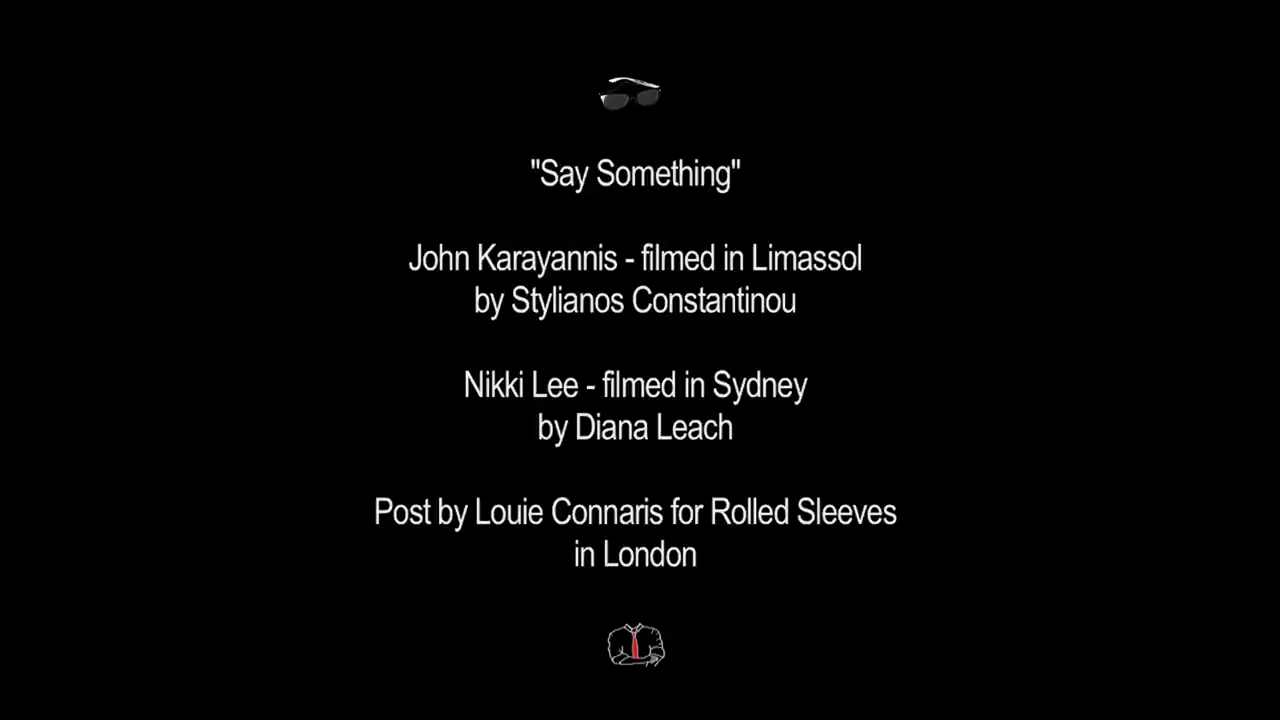 "Say Something"
John Karayannis - filmed in Limassol
by Stylianos Constantinou
Nikki Lee - filmed in Sydney
by Diana Leach
Post by Louie Connaris for Rolled Sleeves
in London